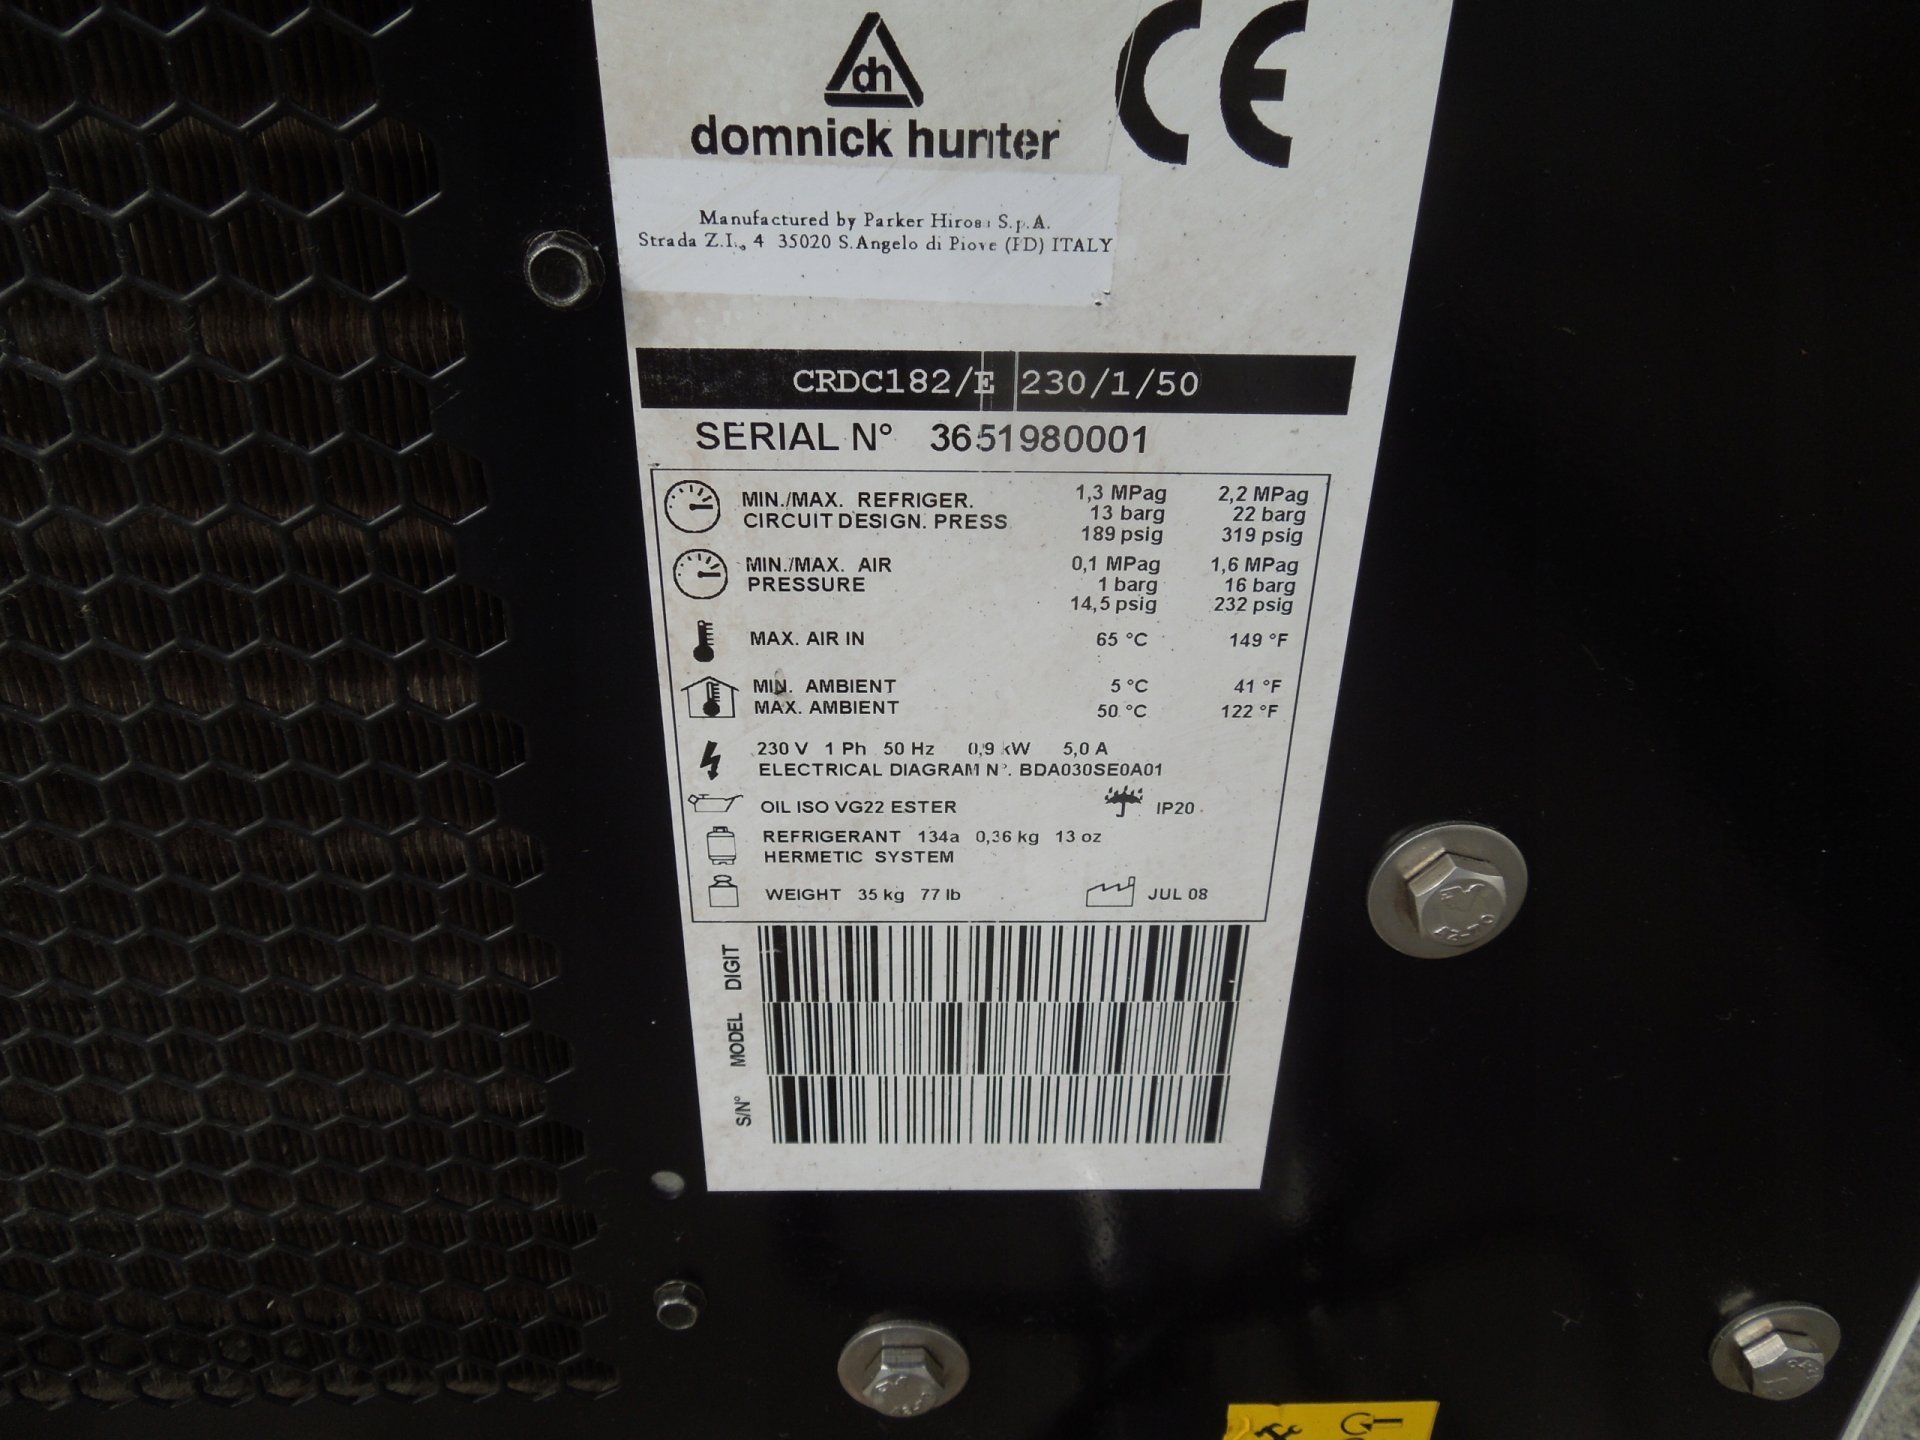 dh
CE
domnick hunter
Manufactured by Parker Hiross S.p.A.
Strada Z.I., 4 35020 S.Angelo di Piove (PD) ITALY
CRDC182/E 230/1/50
SERIAL N° 3651980001
MIN./MAX. REFRIGER. 1,3 MPag 2,2 MPag
CIRCUIT DESIGN. PRESS 13 barg 22 barg
189 psig 319 psig
MIN./MAX. AIR 0,1 MPag 1,6 MPag
PRESSURE 1 barg 16 barg
14,5 psig 232 psig
MAX. AIR IN 65 °C 149 °F
MIN. AMBIENT 5 °C 41 °F
MAX. AMBIENT 50 °C 122 °F
230 V 1 Ph 50 Hz 0,9 kW 5,0 A
ELECTRICAL DIAGRAM N°. BDA030SE0A01
OIL ISO VG22 ESTER IP20
REFRIGERANT 134a 0,36 kg 13 oz
HERMETIC SYSTEM
WEIGHT 35 kg 77 lb JUL 08
DIGIT
MODEL
S/N°